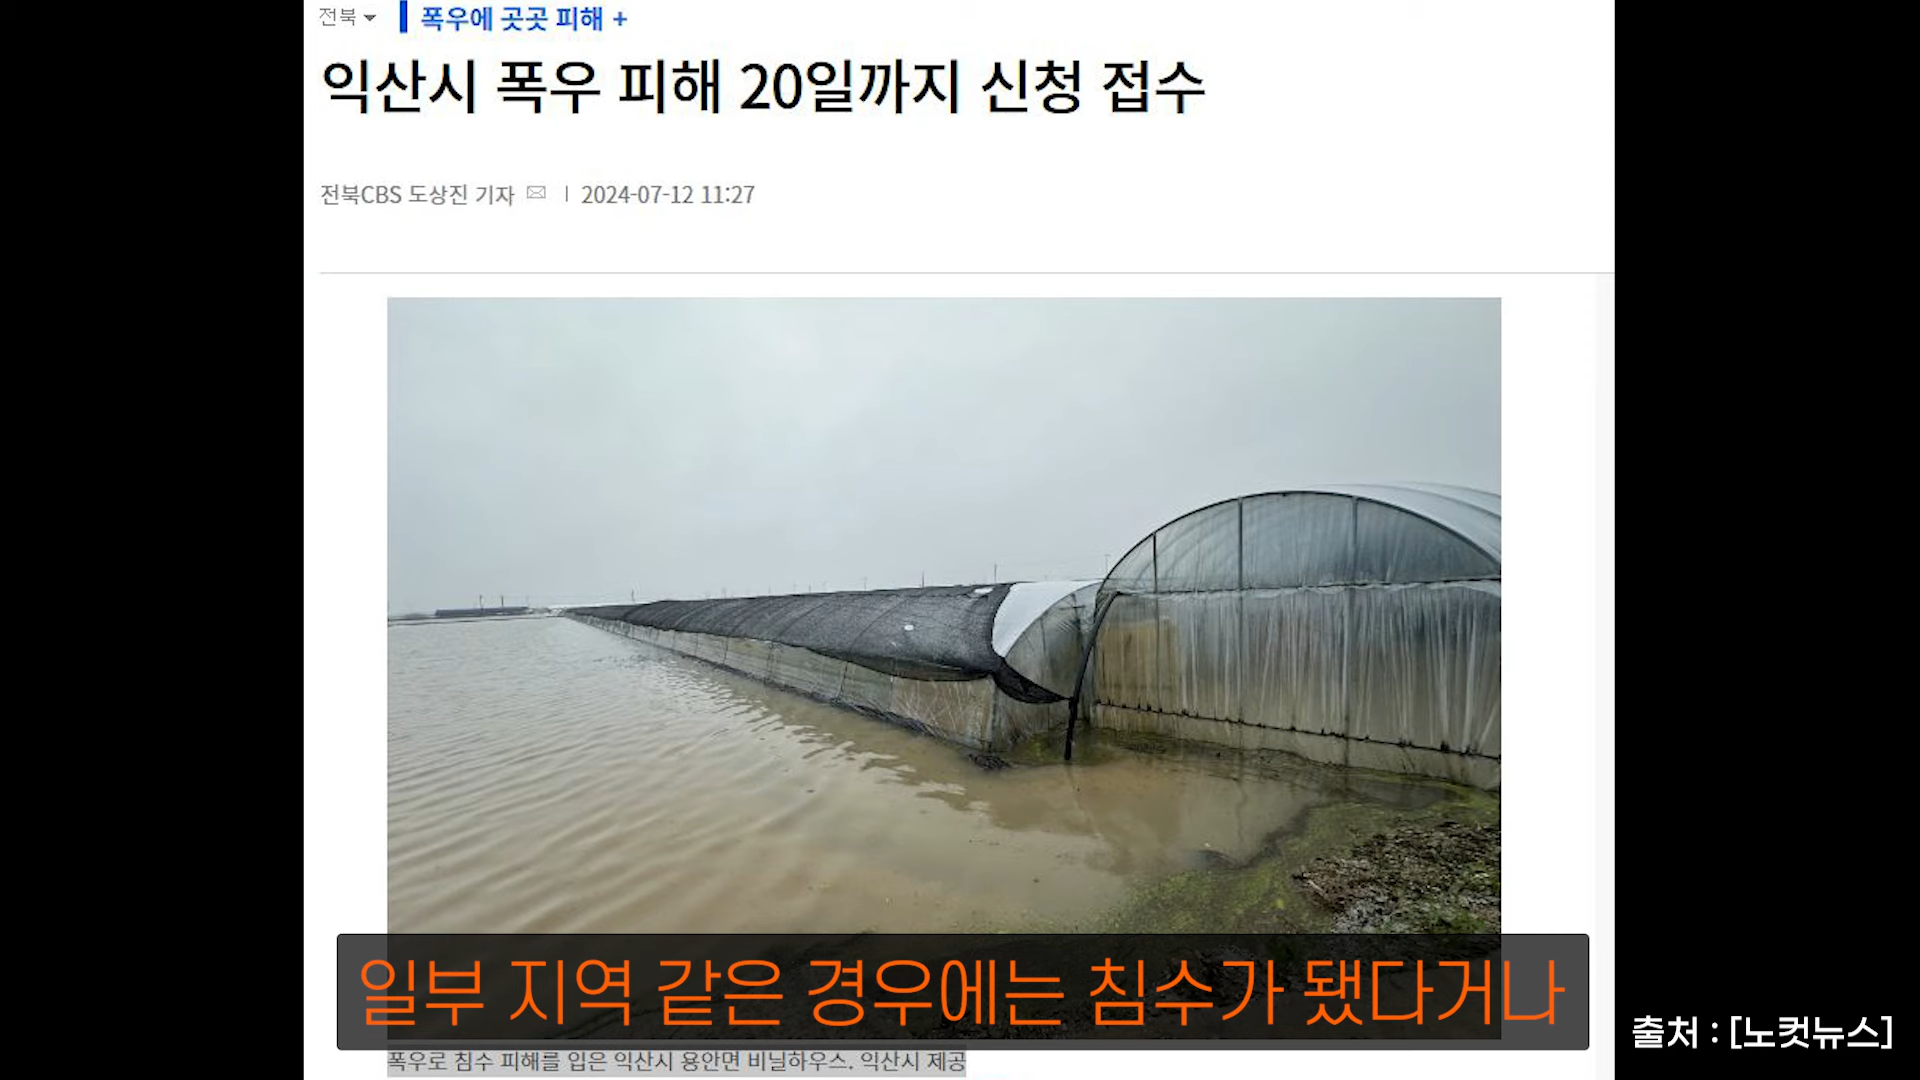 전북
폭우에 곳곳 피해 +
익산시 폭우 피해 20일까지 신청 접수
전북CBS 도상진 기자 | 2024-07-12 11:27
일부 지역 같은 경우에는 침수가 됐다거나
출처 : [노컷뉴스]
폭우로 침수 피해를 입은 익산시 용안면 비닐하우스. 익산시 제공